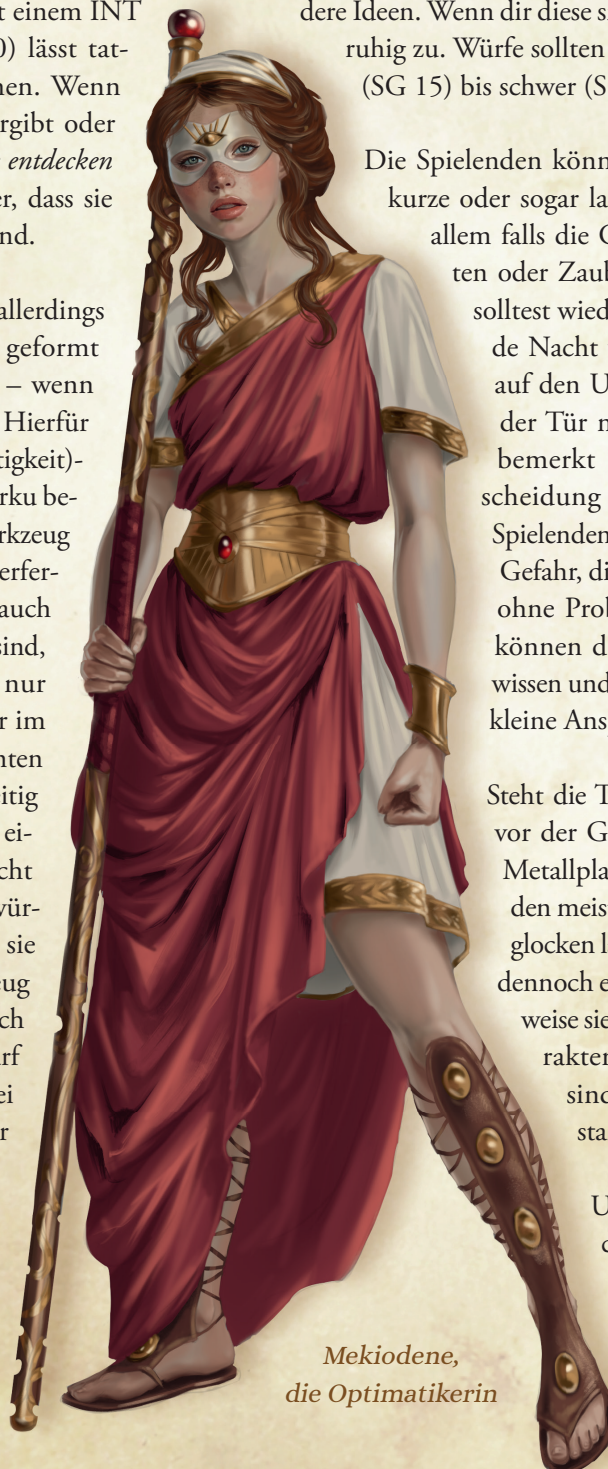 t einem INT
0) lässt tat-
nen. Wenn
rgibt oder
entdecken
er, dass sie
nd.
allerdings
geformt
– wenn
Hierfür
tigkeit)-
rku be-
rkzeug
erfer-
auch
sind,
nur
r im
nten
eitig
ei-
cht
vür-
sie
eug
ch
rf
ei
r
dere Ideen. Wenn dir diese s
ruhig zu. Würfe sollten
(SG 15) bis schwer (S
Die Spielenden könn
kurze oder sogar la
allem falls die G
ten oder Zaub
solltest wied
de Nacht
auf den U
der Tür n
bemerkt
scheidung
Spielenden
Gefahr, di
ohne Prob
können d
wissen und
kleine Ans
Steht die T
vor der G
Metallpla
den meist
glocken l
dennoch e
weise sie
rakter
sind
sta
U
Mekiodene,
die Optimatikerin